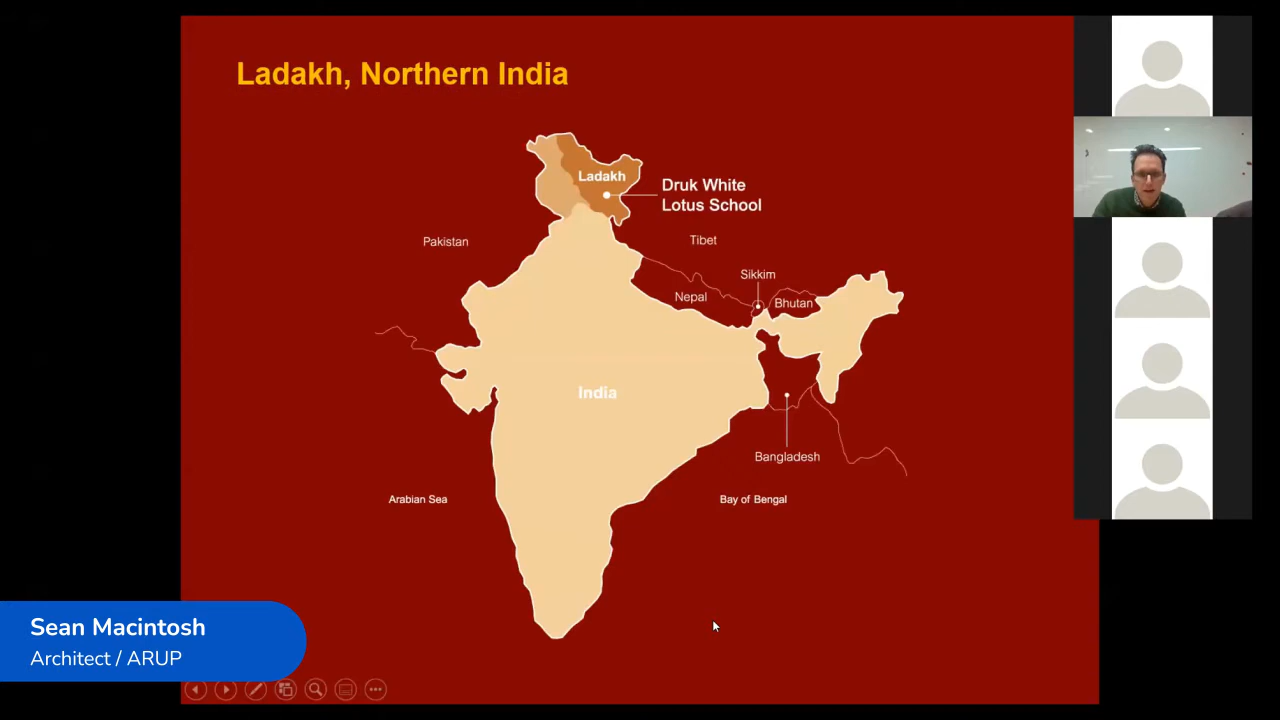 Ladakh, Northern India
Ladakh
Druk White
Lotus School
Pakistan
Tibet
Sikkim
Nepal
Bhutan
India
Bangladesh
Arabian Sea
Bay of Bengal
Sean Macintosh
Architect / ARUP